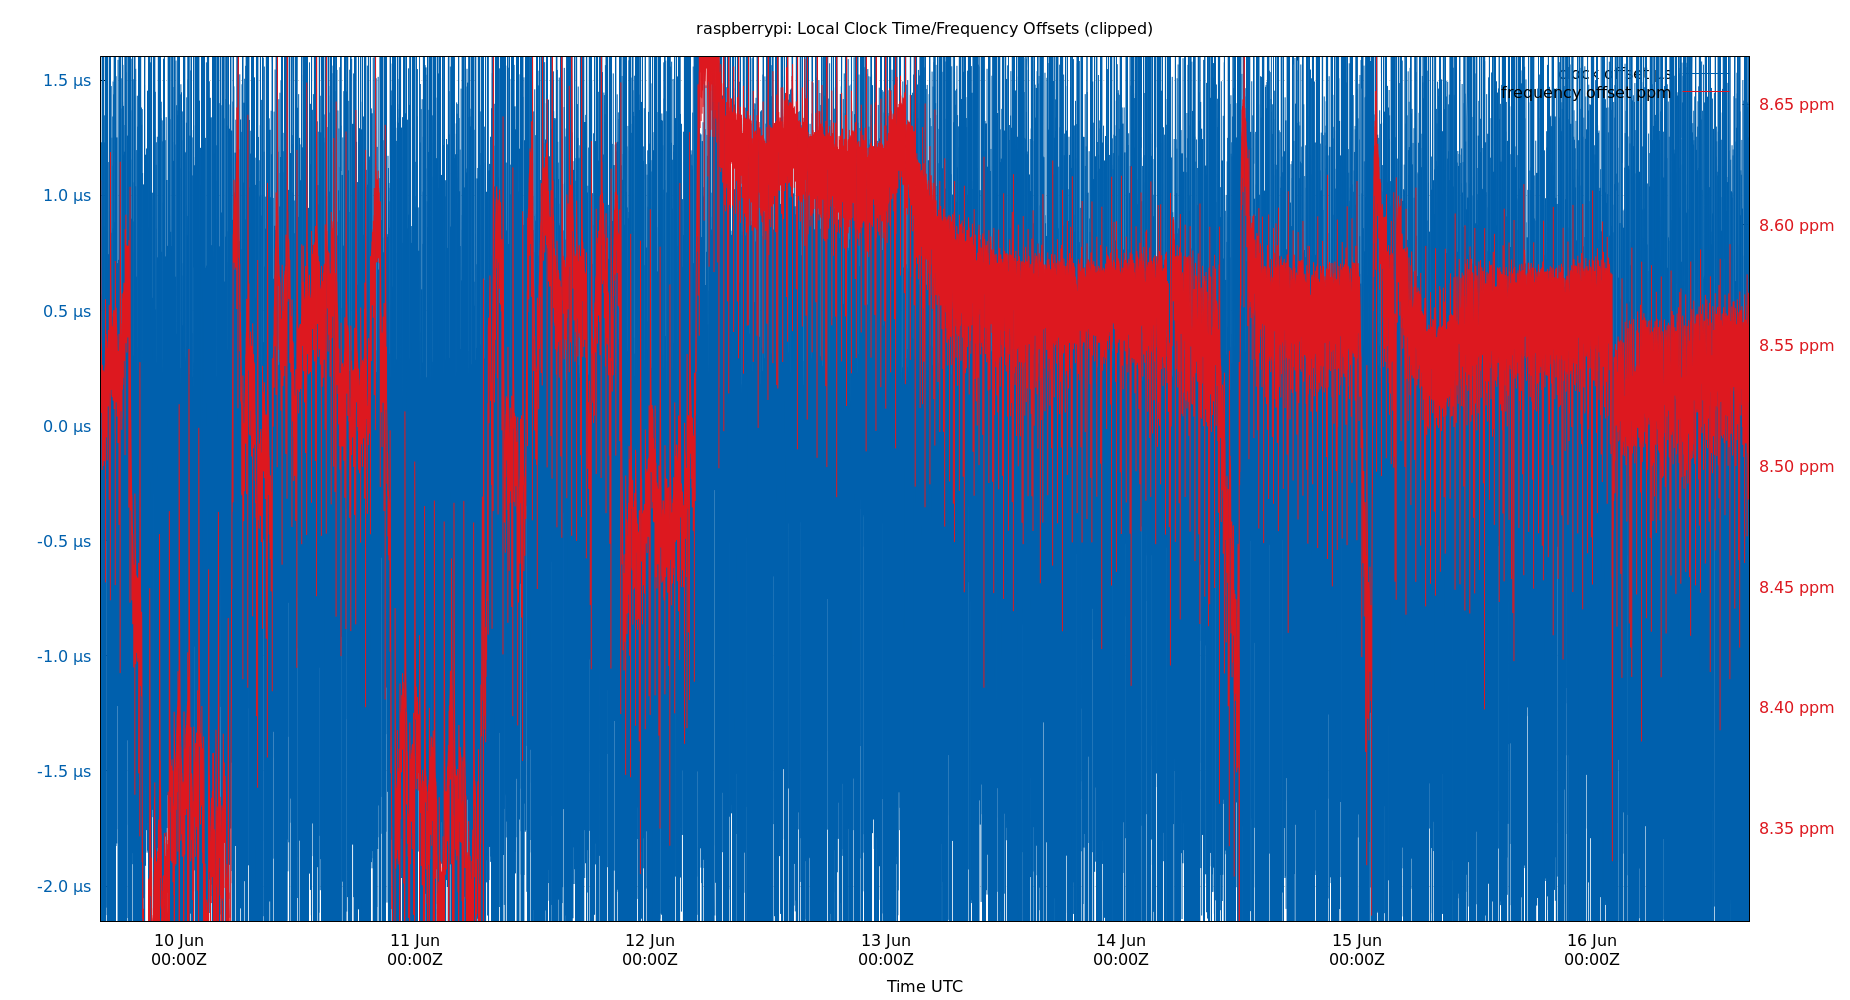 raspberrypi: Local Clock Time/Frequency Offsets (clipped)
clock offset µs
frequency offset ppm
1.5 µs
1.0 µs
0.5 µs
0.0 µs
-0.5 µs
-1.0 µs
-1.5 µs
-2.0 µs
8.65 ppm
8.60 ppm
8.55 ppm
8.50 ppm
8.45 ppm
8.40 ppm
8.35 ppm
10 Jun
00:00Z
11 Jun
00:00Z
12 Jun
00:00Z
13 Jun
00:00Z
14 Jun
00:00Z
15 Jun
00:00Z
16 Jun
00:00Z
Time UTC